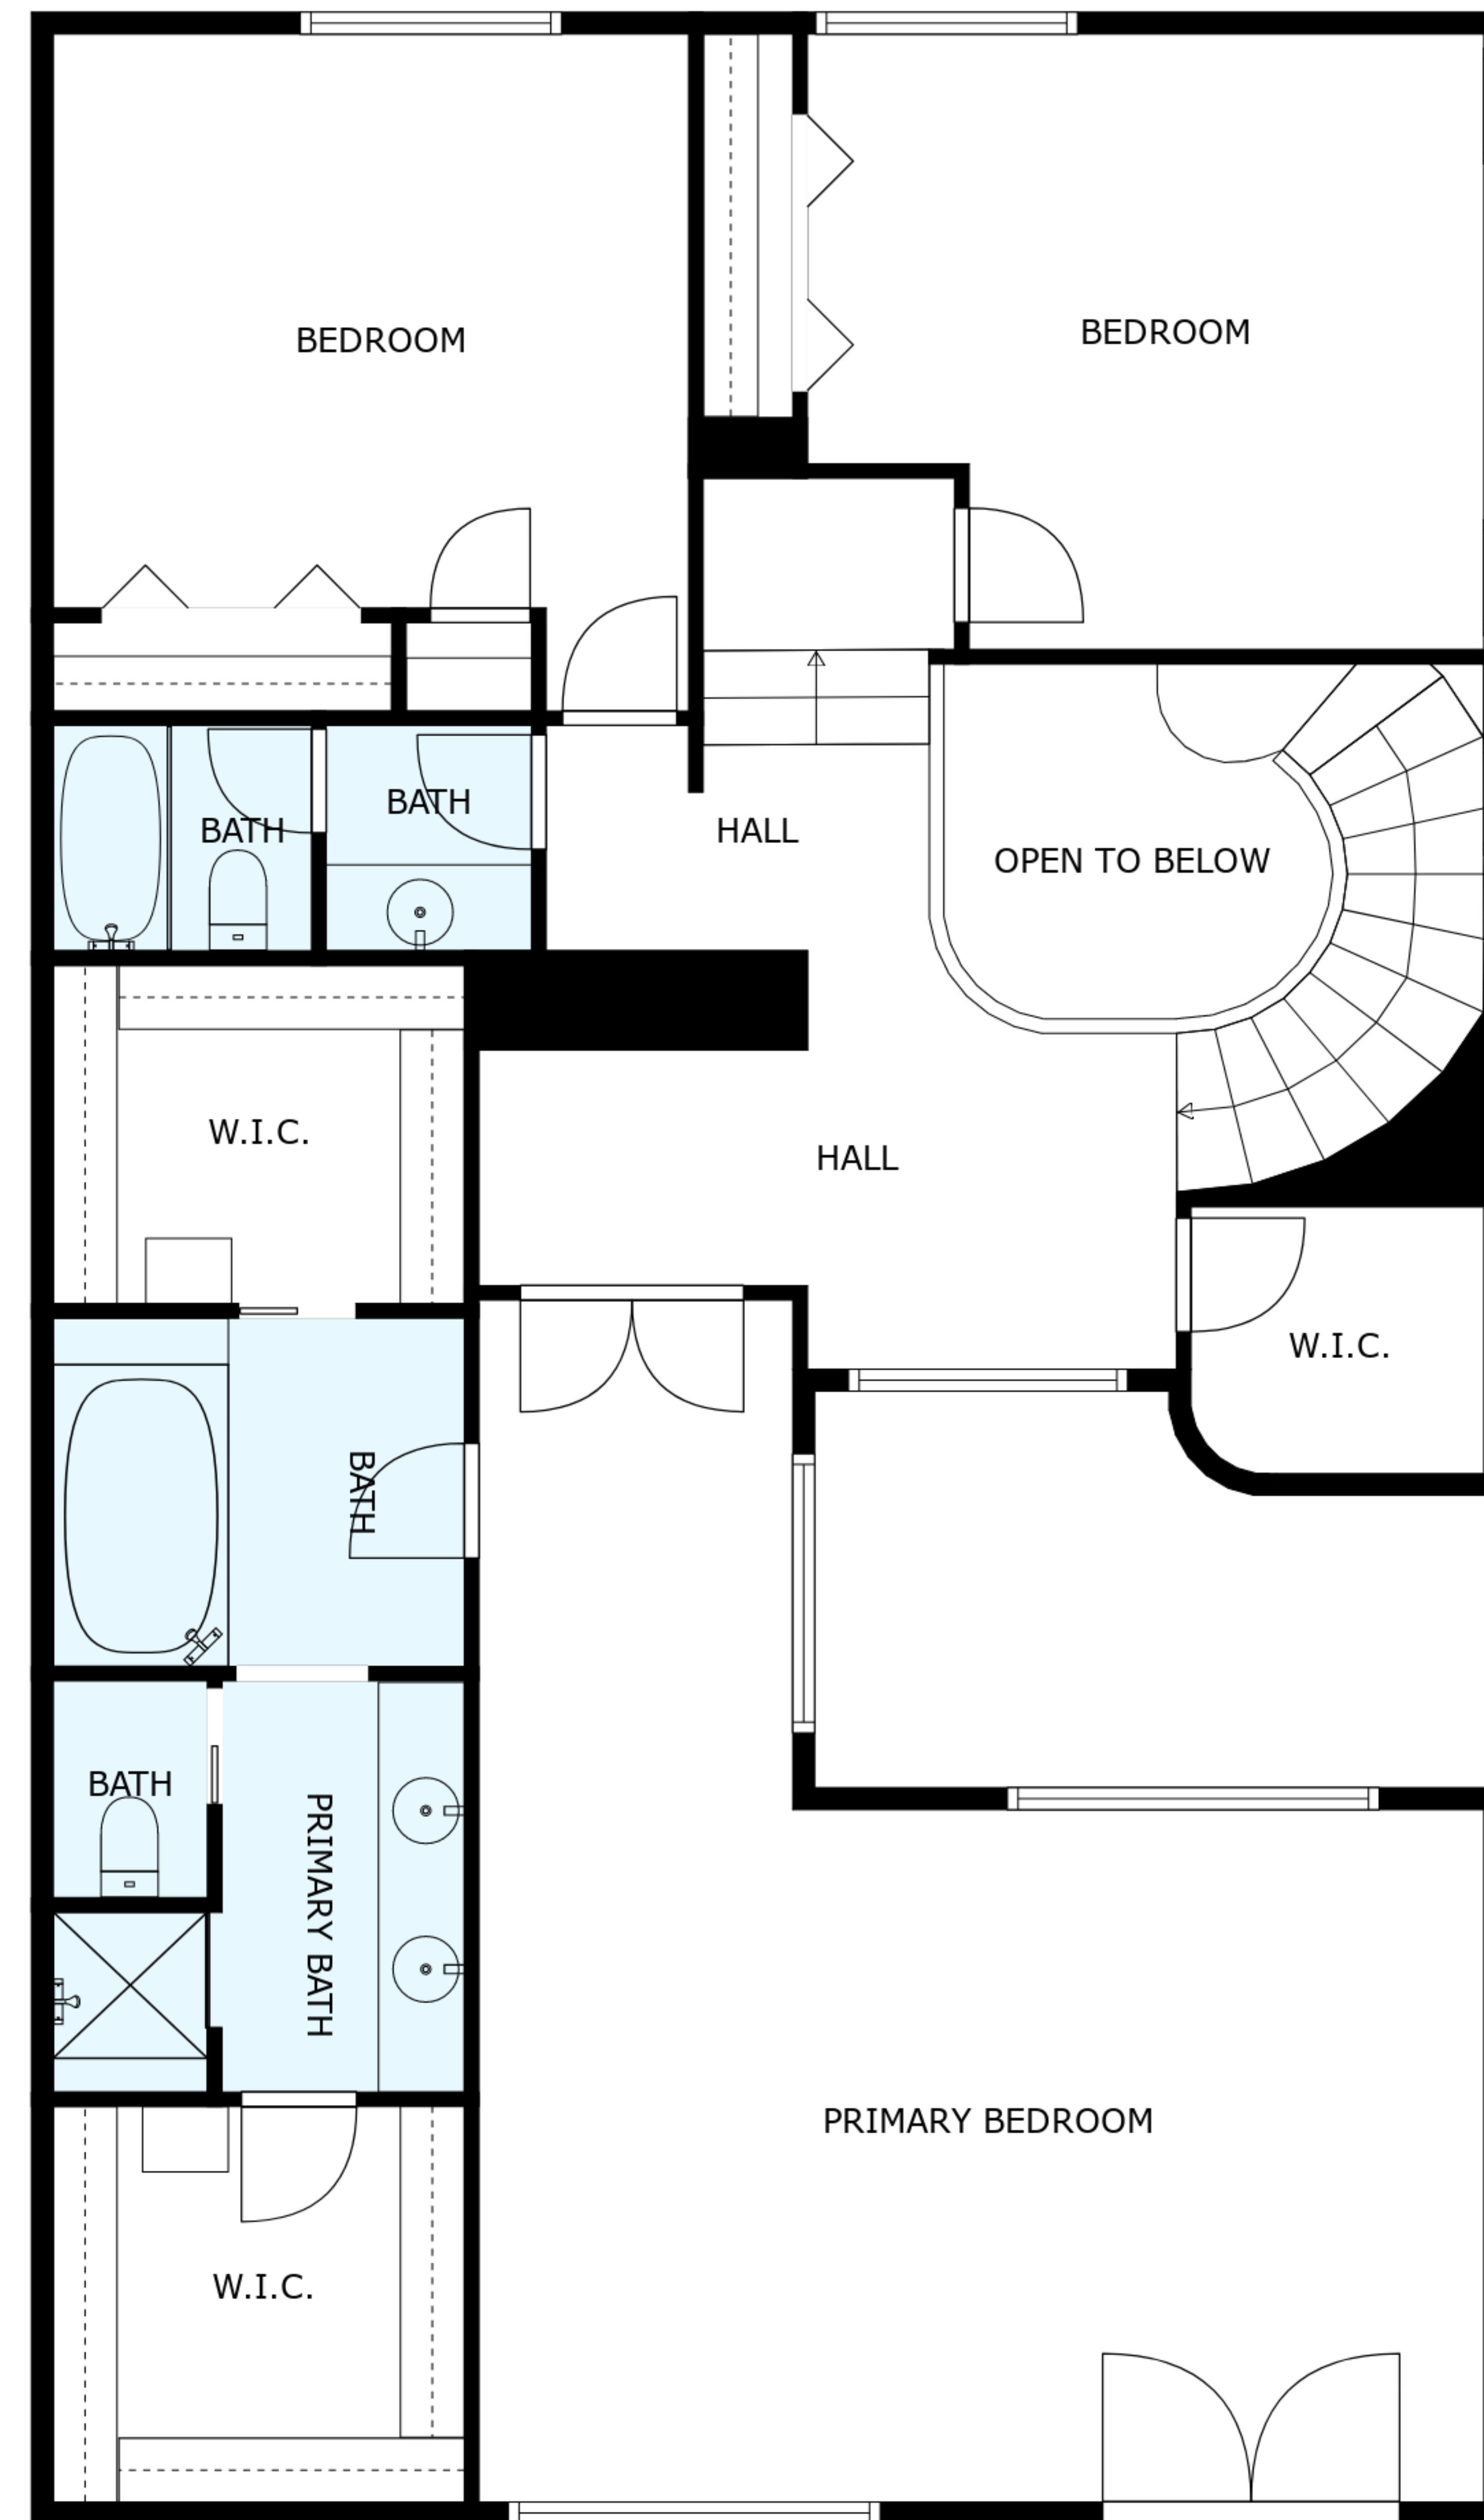 BEDROOM
BEDROOM
BATH
BATH
HALL
OPEN TO BELOW
W.I.C.
HALL
W.I.C.
BATH
BATH
PRIMARY BATH
PRIMARY BEDROOM
W.I.C.